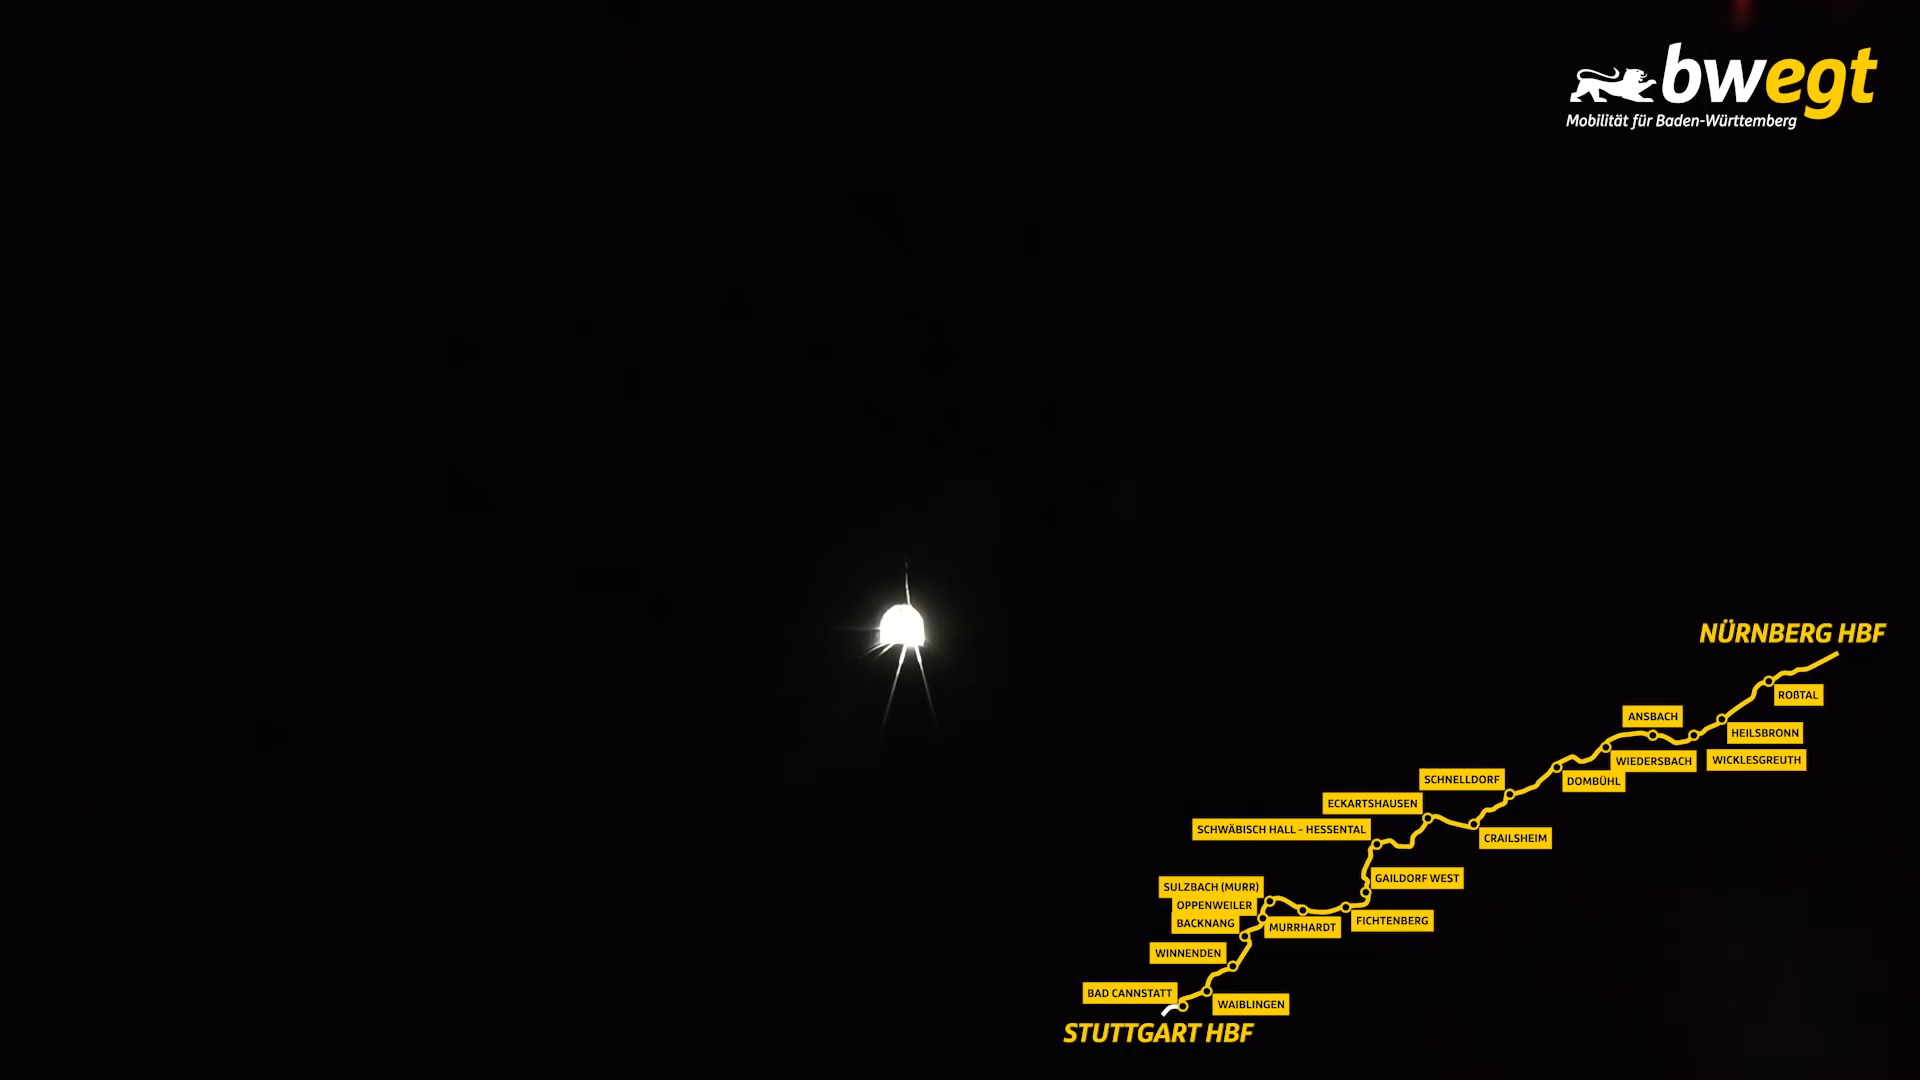 bwegt
Mobilität für Baden-Württemberg
NÜRNBERG HBF
ROẞTAL
ANSBACH
HEILSBRONN
WIEDERSBACH
WICKLESGREUTH
SCHNELLDORF
DOMBÜHL
ECKARTSHAUSEN
SCHWÄBISCH HALL - HESSENTAL
CRAILSHEIM
GAILDORF WEST
SULZBACH (MURR)
OPPENWEILER
BACKNANG
MURRHARDT
FICHTENBERG
WINNENDEN
BAD CANNSTATT
WAIBLINGEN
STUTTGART HBF